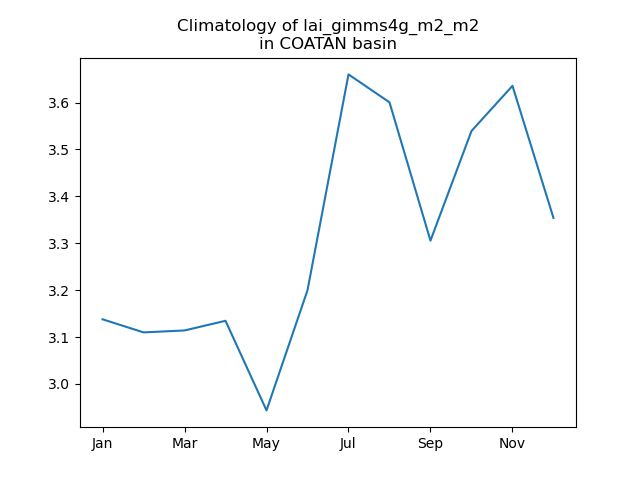 Climatology of lai_gimms4g_m2_m2
in COATAN basin
3.6
3.5
3.4
3.3
3.2
3.1
3.0
Jan Mar May Jul Sep Nov